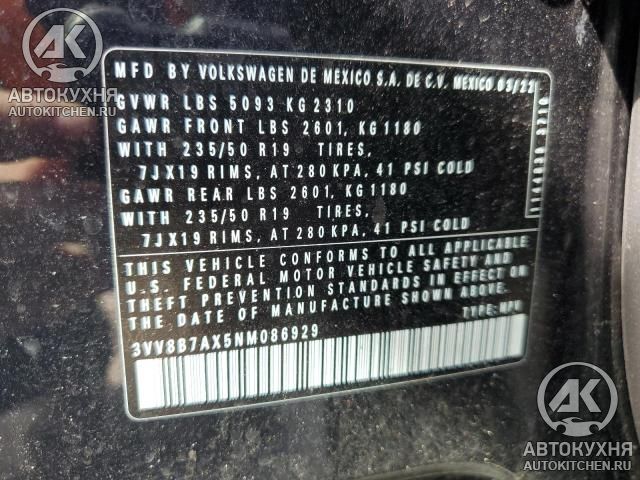 АК
АВТОКУХНЯ
AUTOKITCHEN.RU
MFD BY VOLKSWAGEN DE MEXICO S.A. DE C.V. MEXICO 03/22
GVWR LBS 5093 KG 2310
GAWR FRONT LBS 2601, KG 1180
WITH 235/50 R19 TIRES,
7JX19 RIMS, AT 280 KPA, 41 PSI COLD
GAWR REAR LBS 2601, KG 1180
WITH 235/50 R19 TIRES,
7JX19 RIMS, AT 280 KPA, 41 PSI COLD
THIS VEHICLE CONFORMS TO ALL APPLICABLE
U.S. FEDERAL MOTOR VEHICLE SAFETY AND
THEFT PREVENTION STANDARDS IN EFFECT ON
THE DATE OF MANUFACTURE SHOWN ABOVE.
TYPE: MPV
3VV8B7AX5NM086929
АК
АВТОКУХНЯ
AUTOKITCHEN.RU